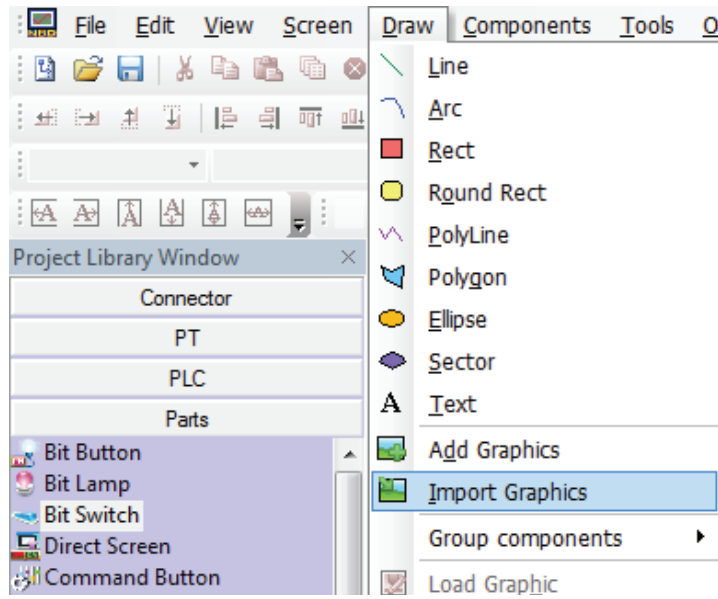 File Edit View Screen Draw Components Tools O
Line
Arc
Rect
Round Rect
PolyLine
Polygon
Ellipse
Sector
A Text
Add Graphics
Import Graphics
Group components
Load Graphic
Project Library Window
Connector
PT
PLC
Parts
Bit Button
Bit Lamp
Bit Switch
Direct Screen
Command Button